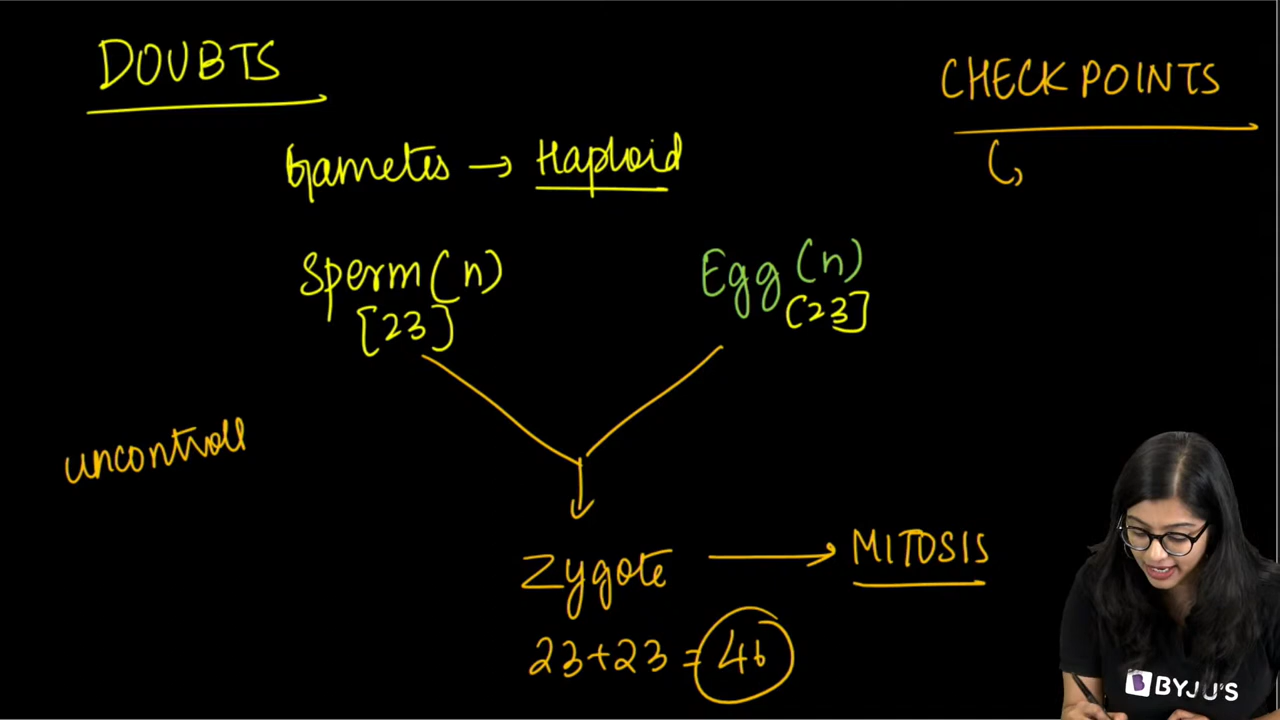 DOUBTS
CHECK POINTS
Gametes → Haploid
Sperm (n)
[23]
Egg (n)
(23]
uncontroll
Zygote → MITOSIS
23+23 = 46
BYJU'S